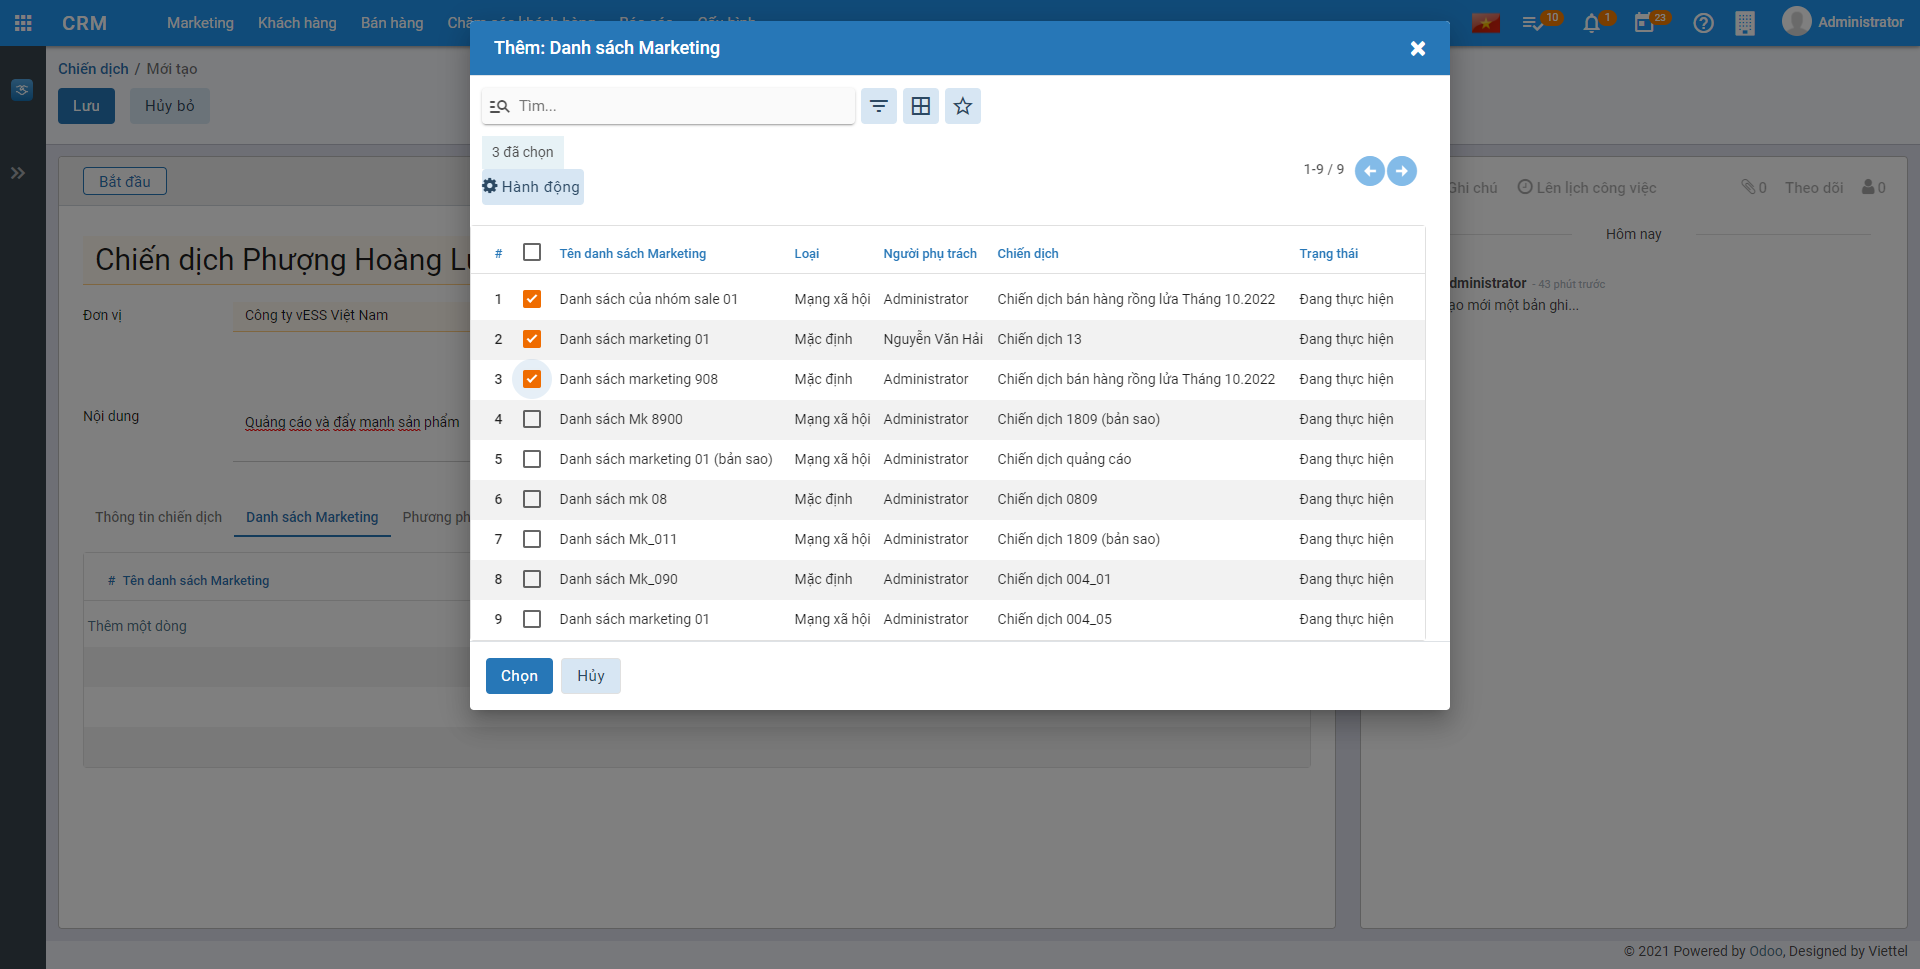 CRM Marketing Khách hàng Bán hàng
10 1 23 Administrator
Chiến dịch / Mới tạo
Lưu Hủy bỏ
Bắt đầu
Chiến dịch Phượng Hoàng
Đơn vị Công ty vESS Việt Nam
Nội dung Quảng cáo và đẩy mạnh sản phẩm
Thông tin chiến dịch Danh sách Marketing Phương
# Tên danh sách Marketing
Thêm một dòng
Thêm: Danh sách Marketing
Tìm...
3 đã chọn
Hành động
1-9 / 9
# Tên danh sách Marketing Loại Người phụ trách Chiến dịch Trạng thái
1 Danh sách của nhóm sale 01 Mạng xã hội Administrator Chiến dịch bán hàng rồng lửa Tháng 10.2022 Đang thực hiện
2 Danh sách marketing 01 Mặc định Nguyễn Văn Hải Chiến dịch 13 Đang thực hiện
3 Danh sách marketing 908 Mặc định Administrator Chiến dịch bán hàng rồng lửa Tháng 10.2022 Đang thực hiện
4 Danh sách Mk 8900 Mạng xã hội Administrator Chiến dịch 1809 (bản sao) Đang thực hiện
5 Danh sách marketing 01 (bản sao) Mạng xã hội Administrator Chiến dịch quảng cáo Đang thực hiện
6 Danh sách mk 08 Mặc định Administrator Chiến dịch 0809 Đang thực hiện
7 Danh sách Mk_011 Mạng xã hội Administrator Chiến dịch 1809 (bản sao) Đang thực hiện
8 Danh sách Mk_090 Mặc định Administrator Chiến dịch 004_01 Đang thực hiện
9 Danh sách marketing 01 Mạng xã hội Administrator Chiến dịch 004_05 Đang thực hiện
Chọn Hủy
Ghi chú Lên lịch công việc 0 Theo dõi 0
Hôm nay
dministrator - 43 phút trước
ạo mới một bản ghi...
© 2021 Powered by Odoo, Designed by Viettel